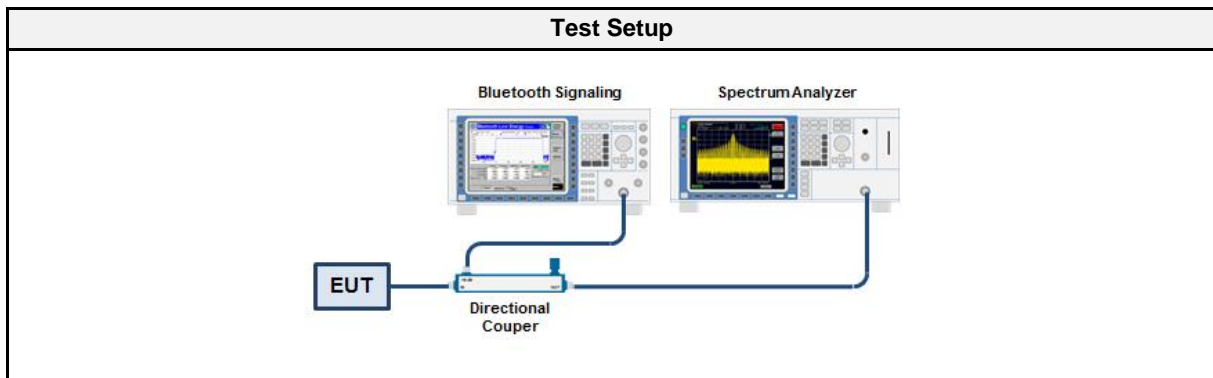 Test Setup
Bluetooth Signaling
Spectrum Analyzer
EUT
Directional
Couper